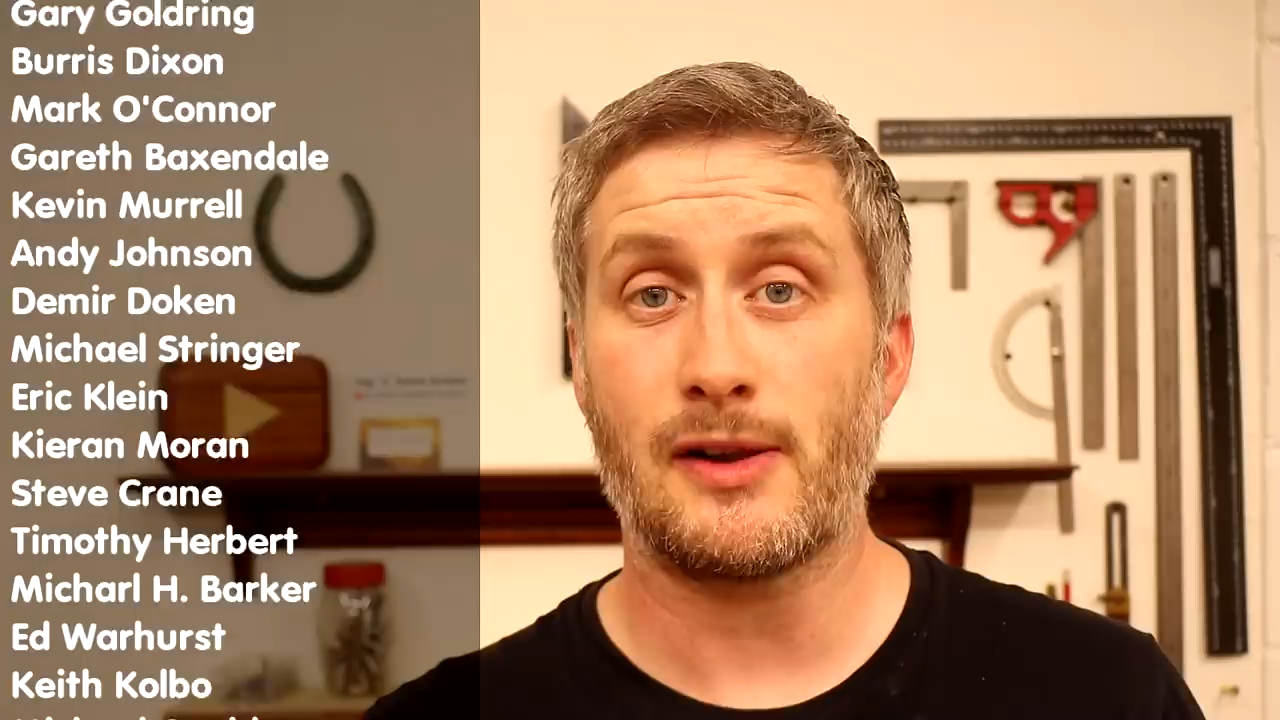 Gary Goldring
Burris Dixon
Mark O'Connor
Gareth Baxendale
Kevin Murrell
Andy Johnson
Demir Doken
Michael Stringer
Eric Klein
Kieran Moran
Steve Crane
Timothy Herbert
Micharl H. Barker
Ed Warhurst
Keith Kolbo